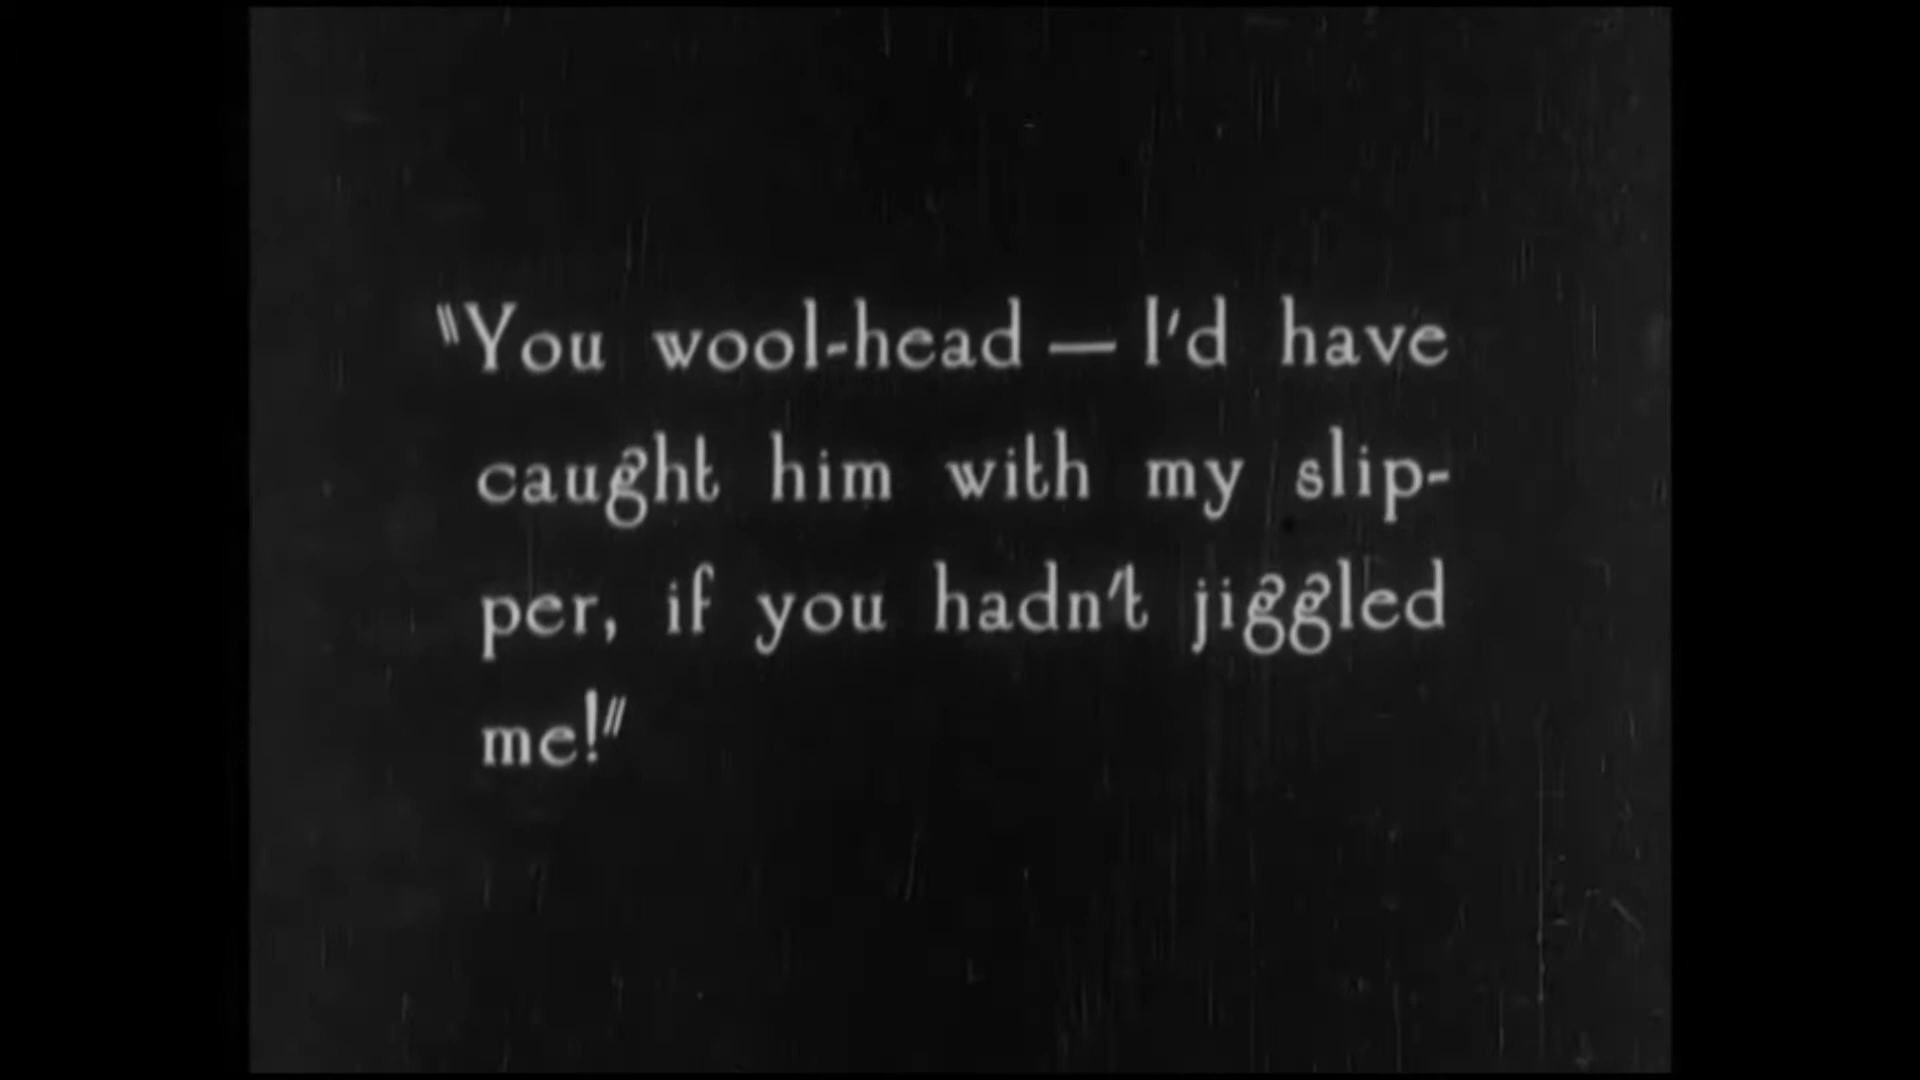 "You wool-head — I'd have
caught him with my slip-
per, if you hadn't jiggled
me!"